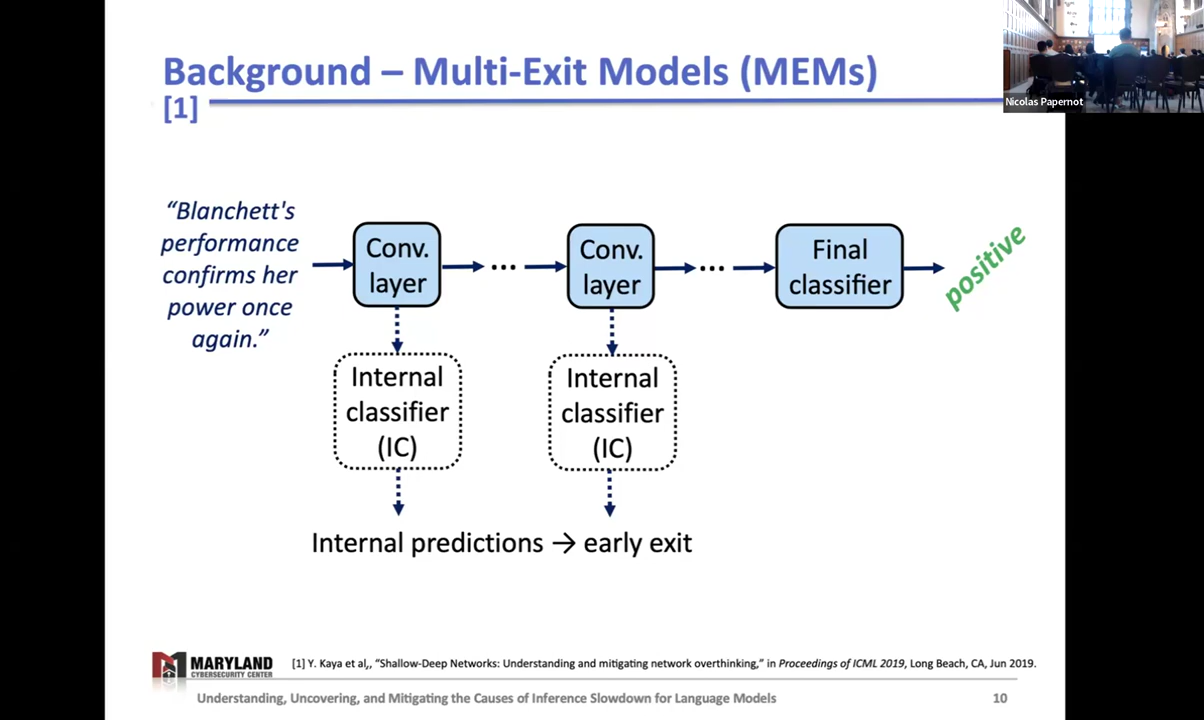 Background – Multi-Exit Models (MEMs)
[1]
Nicolas Papernot
“Blanchett's
performance
confirms her
power once
again.”
Conv.
layer
...
Conv.
layer
...
Final
classifier
positive
Internal
classifier
(IC)
Internal
classifier
(IC)
Internal predictions → early exit
MARYLAND
CYBERSECURITY CENTER
[1] Y. Kaya et al,, “Shallow-Deep Networks: Understanding and mitigating network overthinking,” in Proceedings of ICML 2019, Long Beach, CA, Jun 2019.
Understanding, Uncovering, and Mitigating the Causes of Inference Slowdown for Language Models
10